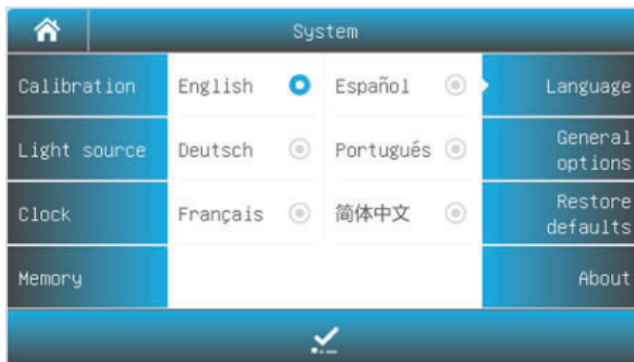 System
Calibration
English
Español
Language
Light source
Deutsch
Português
General
options
Clock
Français
简体中文
Restore
defaults
Memory
About